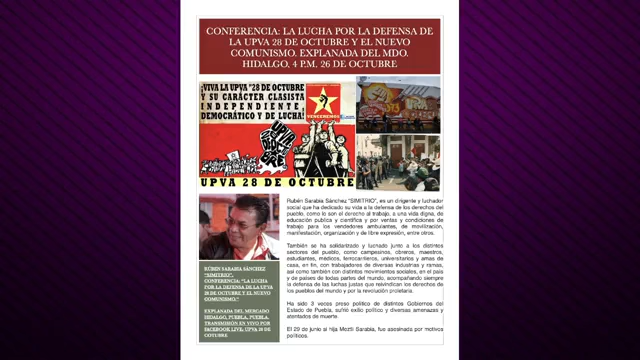 CONFERENCIA: LA LUCHA POR LA DEFENSA DE
LA UPVA 28 DE OCTUBRE Y EL NUEVO
COMUNISMO. EXPLANADA DEL MDO.
HIDALGO, 4 P.M. 26 DE OCTUBRE
¡VIVA LA UPVA "28 DE OCTUBRE
Y SU CARÁCTER CLASISTA
INDEPENDIENTE,
DEMOCRÁTICO Y DE LUCHA!
VENCEREMOS
UPVA
28 DE
OCTUBRE
UPVA 28 DE OCTUBRE
Rubén Sarabia Sánchez "SIMITRIO", es un dirigente y luchador
social que ha dedicado su vida a la defensa de los derechos del
pueblo, como lo son el derecho al trabajo, a una vida digna, de
educación publica y científica y por ventas y condiciones de
trabajo para los vendedores ambulantes, de movilización,
manifestación, organización y de libre expresión, entre otros.
También se ha solidarizado y luchado junto a los distintos
sectores del pueblo, como campesinos, obreros, maestros,
estudiantes, médicos, ferrocarrileros, universitarios y amas de
casa, en fin, con trabajadores de diversas industrias y ramas,
así como también con distintos movimientos sociales, en el país y
de países de todas partes del mundo, acompañando siempre
en defensa de las luchas justas que reivindican los derechos de
los pueblos del mundo y por la revolución proletaria.
Ha sido 3 veces preso político de distintos Gobiernos del
Estado de Puebla, sufrió exilio político y diversas amenazas y
atentados de muerte.
El 29 de junio al hija Meztli Sarabia, fue asesinada por motivos
políticos.
RÚBEN SARABIA SÁNCHEZ
"SIMITRIO",
CONFERENCIA: "LA LUCHA
POR LA DEFENSA DE LA UPVA
28 DE OCTUBRE Y EL NUEVO
COMUNISMO."
EXPLANADA DEL MERCADO
HIDALGO, PUEBLA, PUEBLA.
TRANSMISIÓN EN VIVO POR
FACEBOOK LIVE, UPVA 28 DE
OCTUBRE